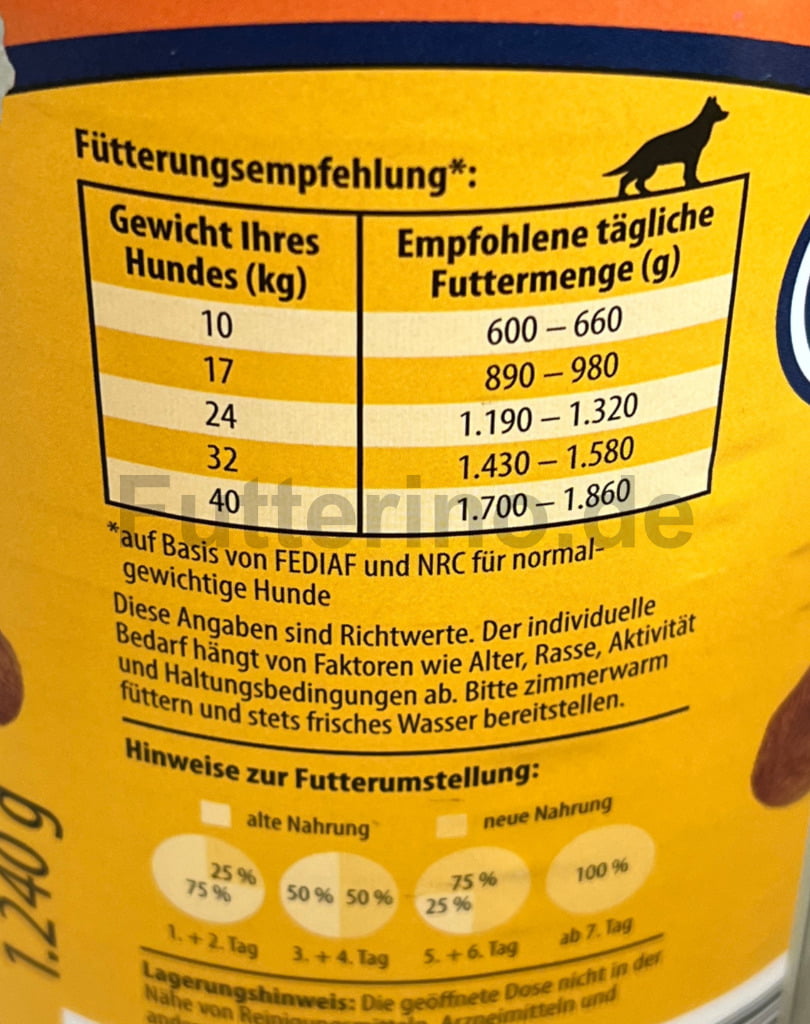 Fütterungsempfehlung*:
Gewicht Ihres Hundes (kg) Empfohlene tägliche Futtermenge (g)
10 600 – 660
17 890 – 980
24 1.190 – 1.320
32 1.430 – 1.580
40 1.700 – 1.860
Futterino.de
*auf Basis von FEDIAF und NRC für normal-
gewichtige Hunde
Diese Angaben sind Richtwerte. Der individuelle
Bedarf hängt von Faktoren wie Alter, Rasse, Aktivität
und Haltungsbedingungen ab. Bitte zimmerwarm
füttern und stets frisches Wasser bereitstellen.
Hinweise zur Futterumstellung:
alte Nahrung neue Nahrung
25 % 75 % 50 % 50 % 75 % 25 % 100 %
1. + 2. Tag 3. + 4. Tag 5. + 6. Tag ab 7. Tag
Lagerungshinweis: Die geöffnete Dose nicht in der
Nähe von Arzneimitteln und
1.240 g